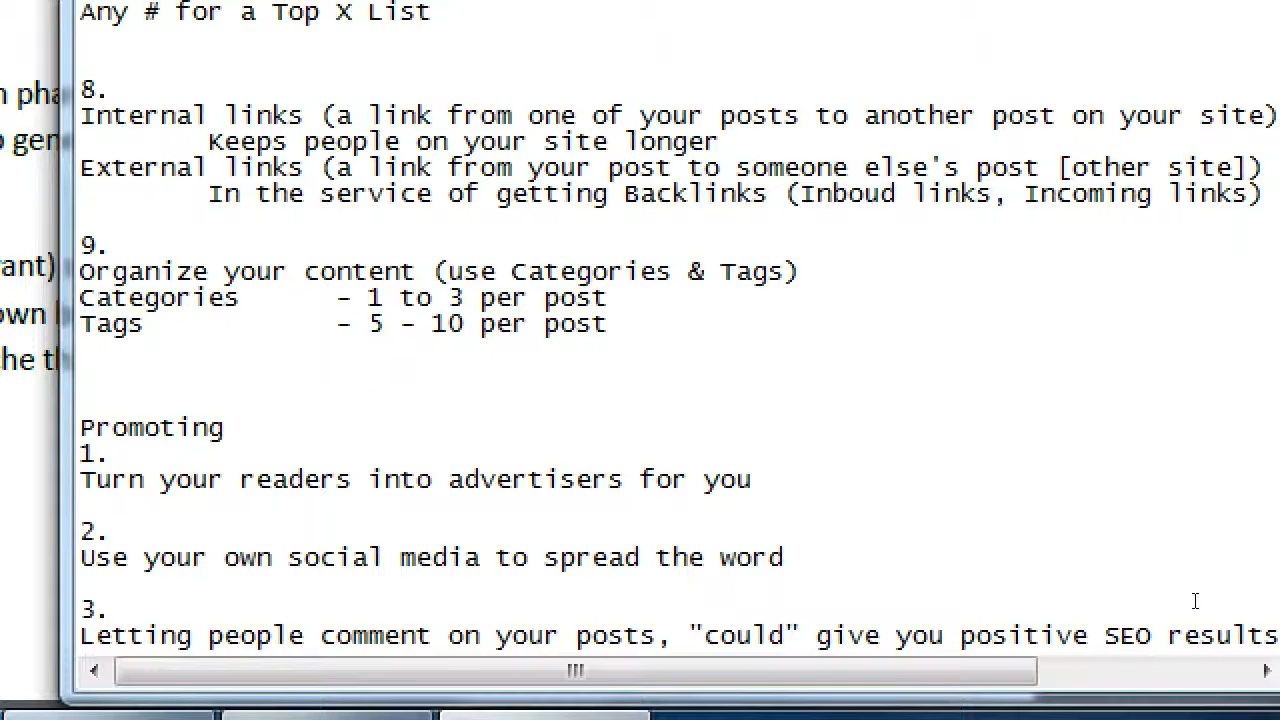 Any # for a Top X List
8.
Internal links (a link from one of your posts to another post on your site)
Keeps people on your site longer
External links (a link from your post to someone else's post [other site])
In the service of getting Backlinks (Inboud links, Incoming links)
9.
Organize your content (use Categories & Tags)
Categories - 1 to 3 per post
Tags - 5 - 10 per post
Promoting
1.
Turn your readers into advertisers for you
2.
Use your own social media to spread the word
3.
Letting people comment on your posts, "could" give you positive SEO results